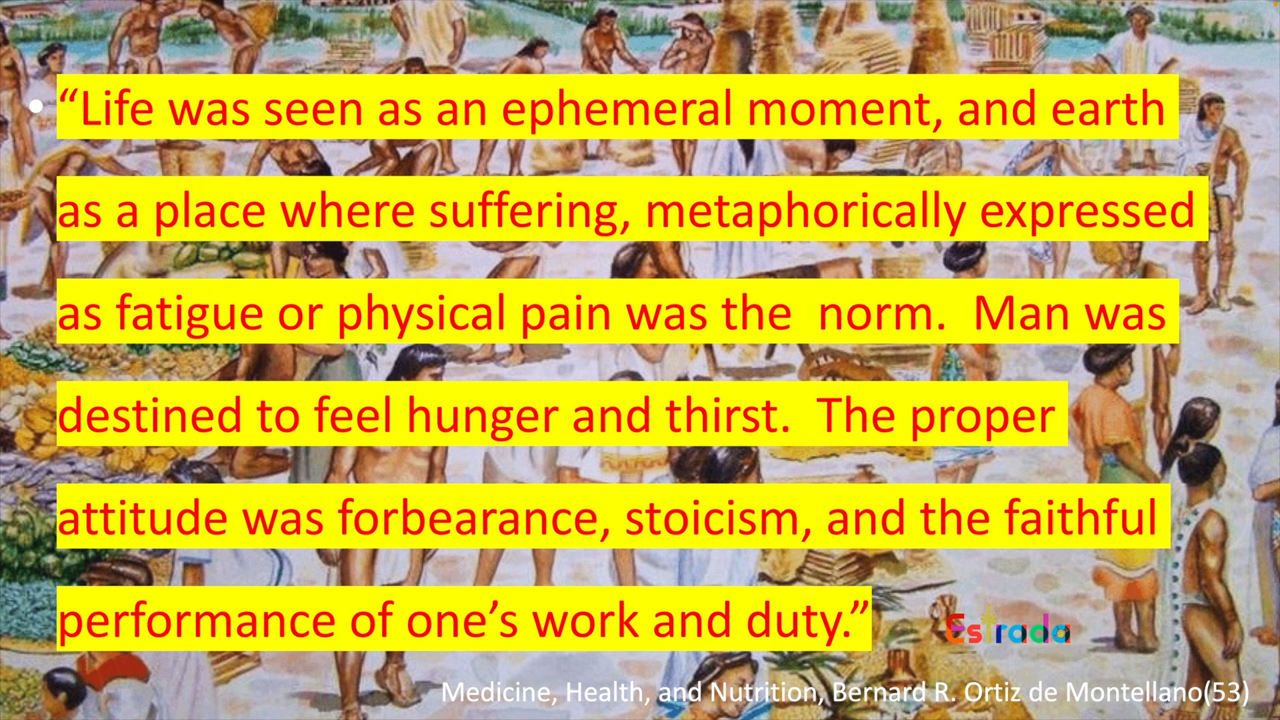 • “Life was seen as an ephemeral moment, and earth
as a place where suffering, metaphorically expressed
as fatigue or physical pain was the  norm.  Man was
destined to feel hunger and thirst.  The proper
attitude was forbearance, stoicism, and the faithful
performance of one’s work and duty.”
Estrada
Medicine, Health, and Nutrition, Bernard R. Ortiz de Montellano(53)